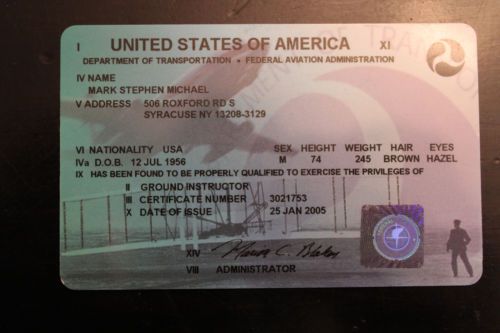 I UNITED STATES OF AMERICA XI
DEPARTMENT OF TRANSPORTATION • FEDERAL AVIATION ADMINISTRATION
IV NAME
MARK STEPHEN MICHAEL
V ADDRESS 506 ROXFORD RD S
SYRACUSE NY 13208-3129
VI NATIONALITY USA SEX HEIGHT WEIGHT HAIR EYES
IVa D.O.B. 12 JUL 1956 M 74 245 BROWN HAZEL
IX HAS BEEN FOUND TO BE PROPERLY QUALIFIED TO EXERCISE THE PRIVILEGES OF
II GROUND INSTRUCTOR
III CERTIFICATE NUMBER 3021753
X DATE OF ISSUE 25 JAN 2005
XIV Marion C. Blakey
VIII ADMINISTRATOR